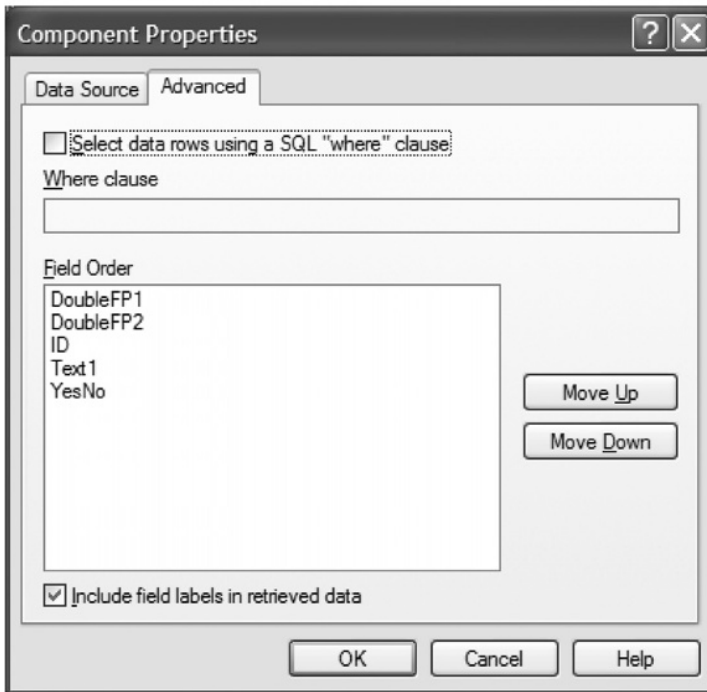 Component Properties
?
Data Source Advanced
Select data rows using a SQL "where" clause
Where clause
Field Order
DoubleFP1
DoubleFP2
ID
Text1
YesNo
Move Up
Move Down
Include field labels in retrieved data
OK Cancel Help